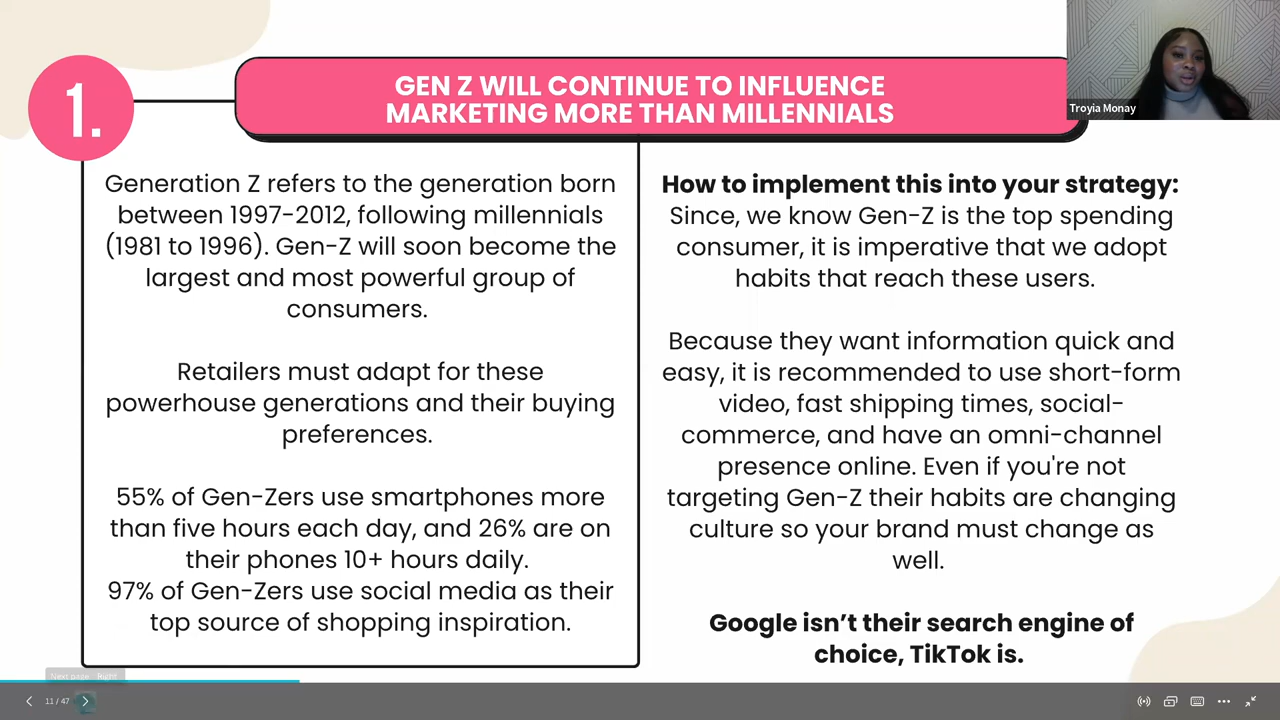 1.
GEN Z WILL CONTINUE TO INFLUENCE
MARKETING MORE THAN MILLENNIALS
Troyia Monay
Generation Z refers to the generation born
between 1997-2012, following millennials
(1981 to 1996). Gen-Z will soon become the
largest and most powerful group of
consumers.
Retailers must adapt for these
powerhouse generations and their buying
preferences.
55% of Gen-Zers use smartphones more
than five hours each day, and 26% are on
their phones 10+ hours daily.
97% of Gen-Zers use social media as their
top source of shopping inspiration.
How to implement this into your strategy:
Since, we know Gen-Z is the top spending
consumer, it is imperative that we adopt
habits that reach these users.
Because they want information quick and
easy, it is recommended to use short-form
video, fast shipping times, social-
commerce, and have an omni-channel
presence online. Even if you're not
targeting Gen-Z their habits are changing
culture so your brand must change as
well.
Google isn't their search engine of
choice, TikTok is.
Next page : Right
11 / 47